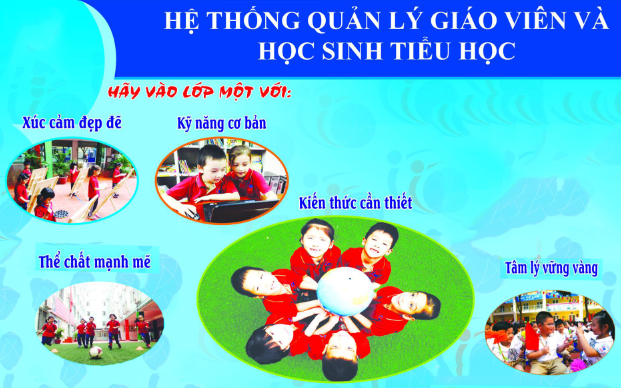 HỆ THỐNG QUẢN LÝ GIÁO VIÊN VÀ
HỌC SINH TIỂU HỌC
HÃY VÀO LỚP MỘT VỚI:
Xúc cảm đẹp đẽ
Kỹ năng cơ bản
Kiến thức cần thiết
Thể chất mạnh mẽ
Tâm lý vững vàng